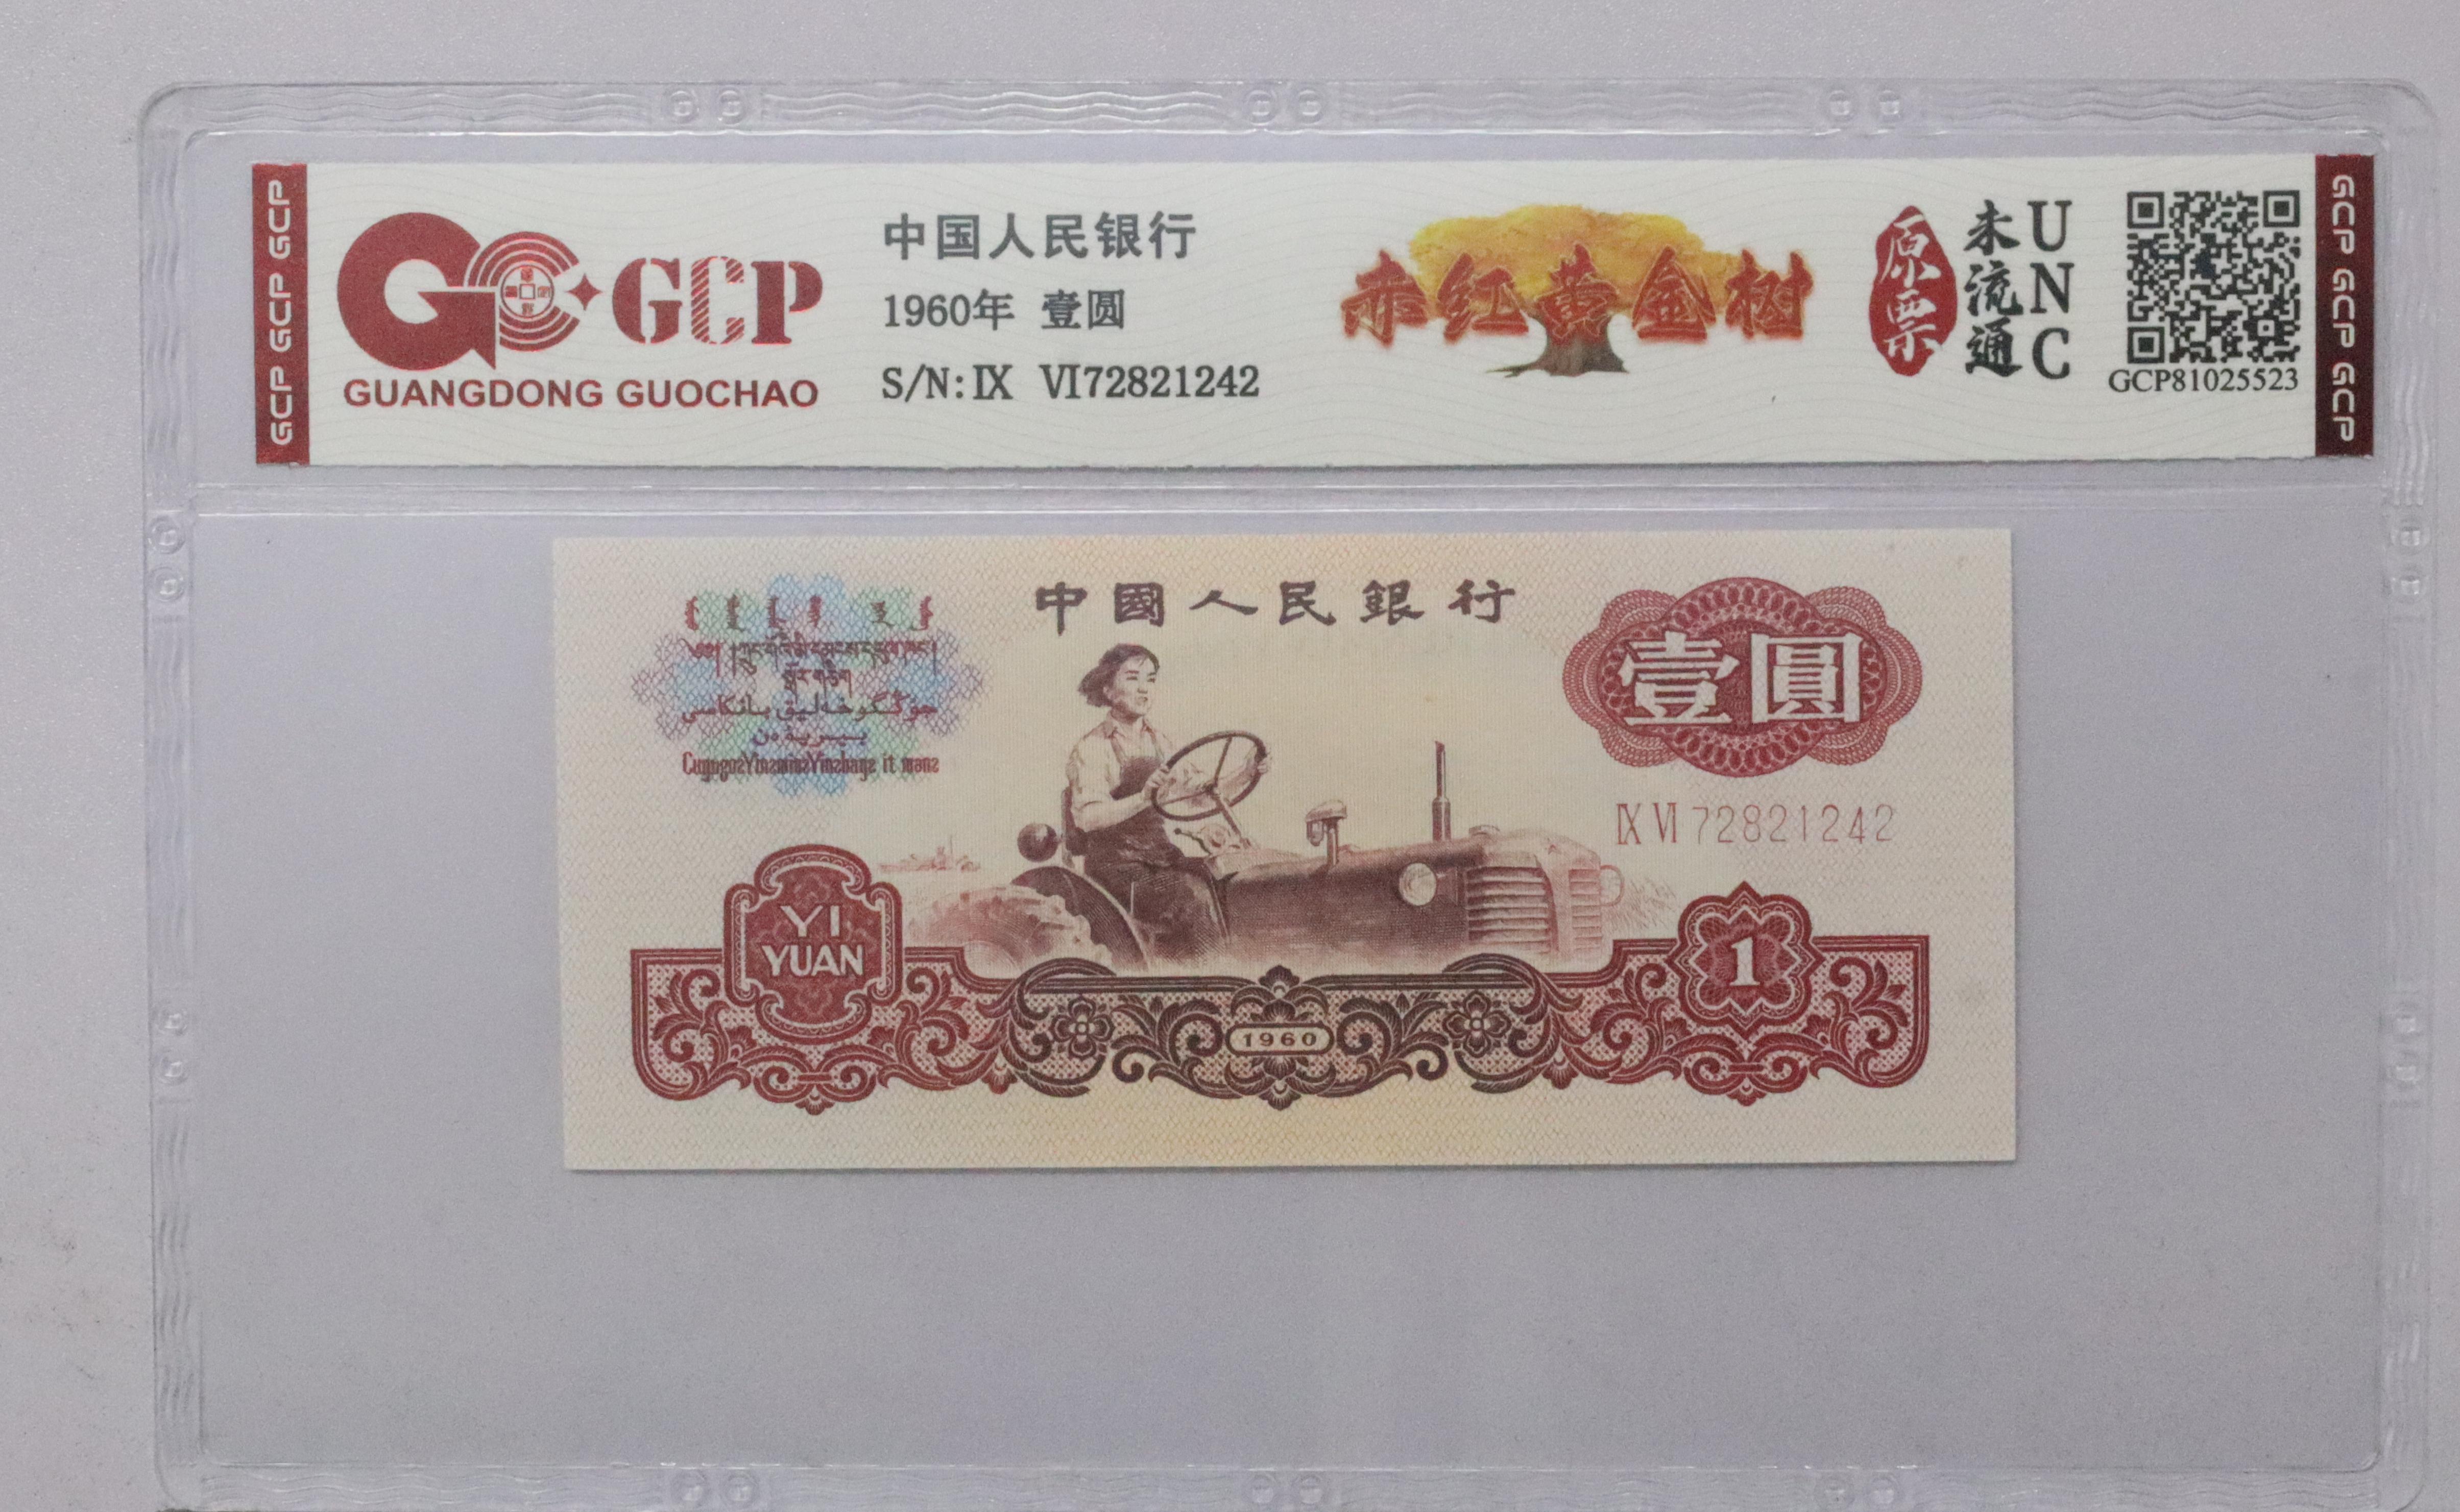 GCP GCP GCP
GCP
GUANGDONG GUOCHAO
中国人民银行
1960年 壹圆
S/N:Ⅸ Ⅵ72821242
赤红黄金树
原票
未流通
UNC
GCP81025523
GCP GCP GCP
中國人民銀行
壹圓
Ⅸ Ⅵ 72821242
YI
YUAN
1960
1